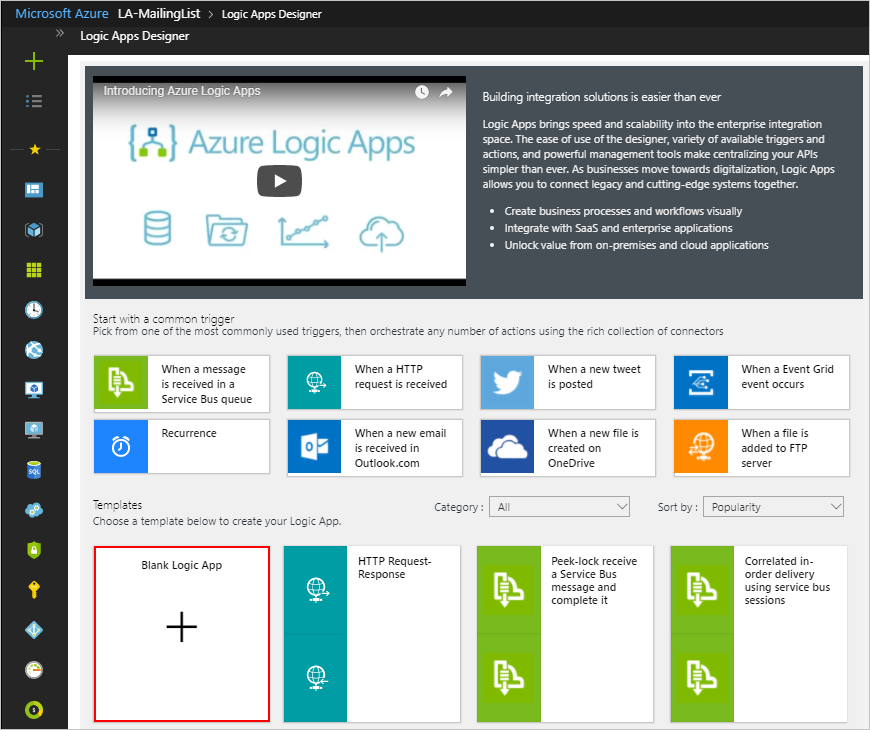 Microsoft Azure LA-MailingList > Logic Apps Designer
Logic Apps Designer
Introducing Azure Logic Apps
Azure Logic Apps
Building integration solutions is easier than ever
Logic Apps brings speed and scalability into the enterprise integration
space. The ease of use of the designer, variety of available triggers and
actions, and powerful management tools make centralizing your APIs
simpler than ever. As businesses move towards digitalization, Logic Apps
allows you to connect legacy and cutting-edge systems together.
• Create business processes and workflows visually
• Integrate with SaaS and enterprise applications
• Unlock value from on-premises and cloud applications
Start with a common trigger
Pick from one of the most commonly used triggers, then orchestrate any number of actions using the rich collection of connectors
When a message
is received in a
Service Bus queue
When a HTTP
request is received
When a new tweet
is posted
When a Event Grid
event occurs
Recurrence
When a new email
is received in
Outlook.com
When a new file is
created on
OneDrive
When a file is
added to FTP
server
Templates
Choose a template below to create your Logic App.
Category : All
Sort by : Popularity
Blank Logic App
HTTP Request-
Response
Peek-lock receive
a Service Bus
message and
complete it
Correlated in-
order delivery
using service bus
sessions
SQL